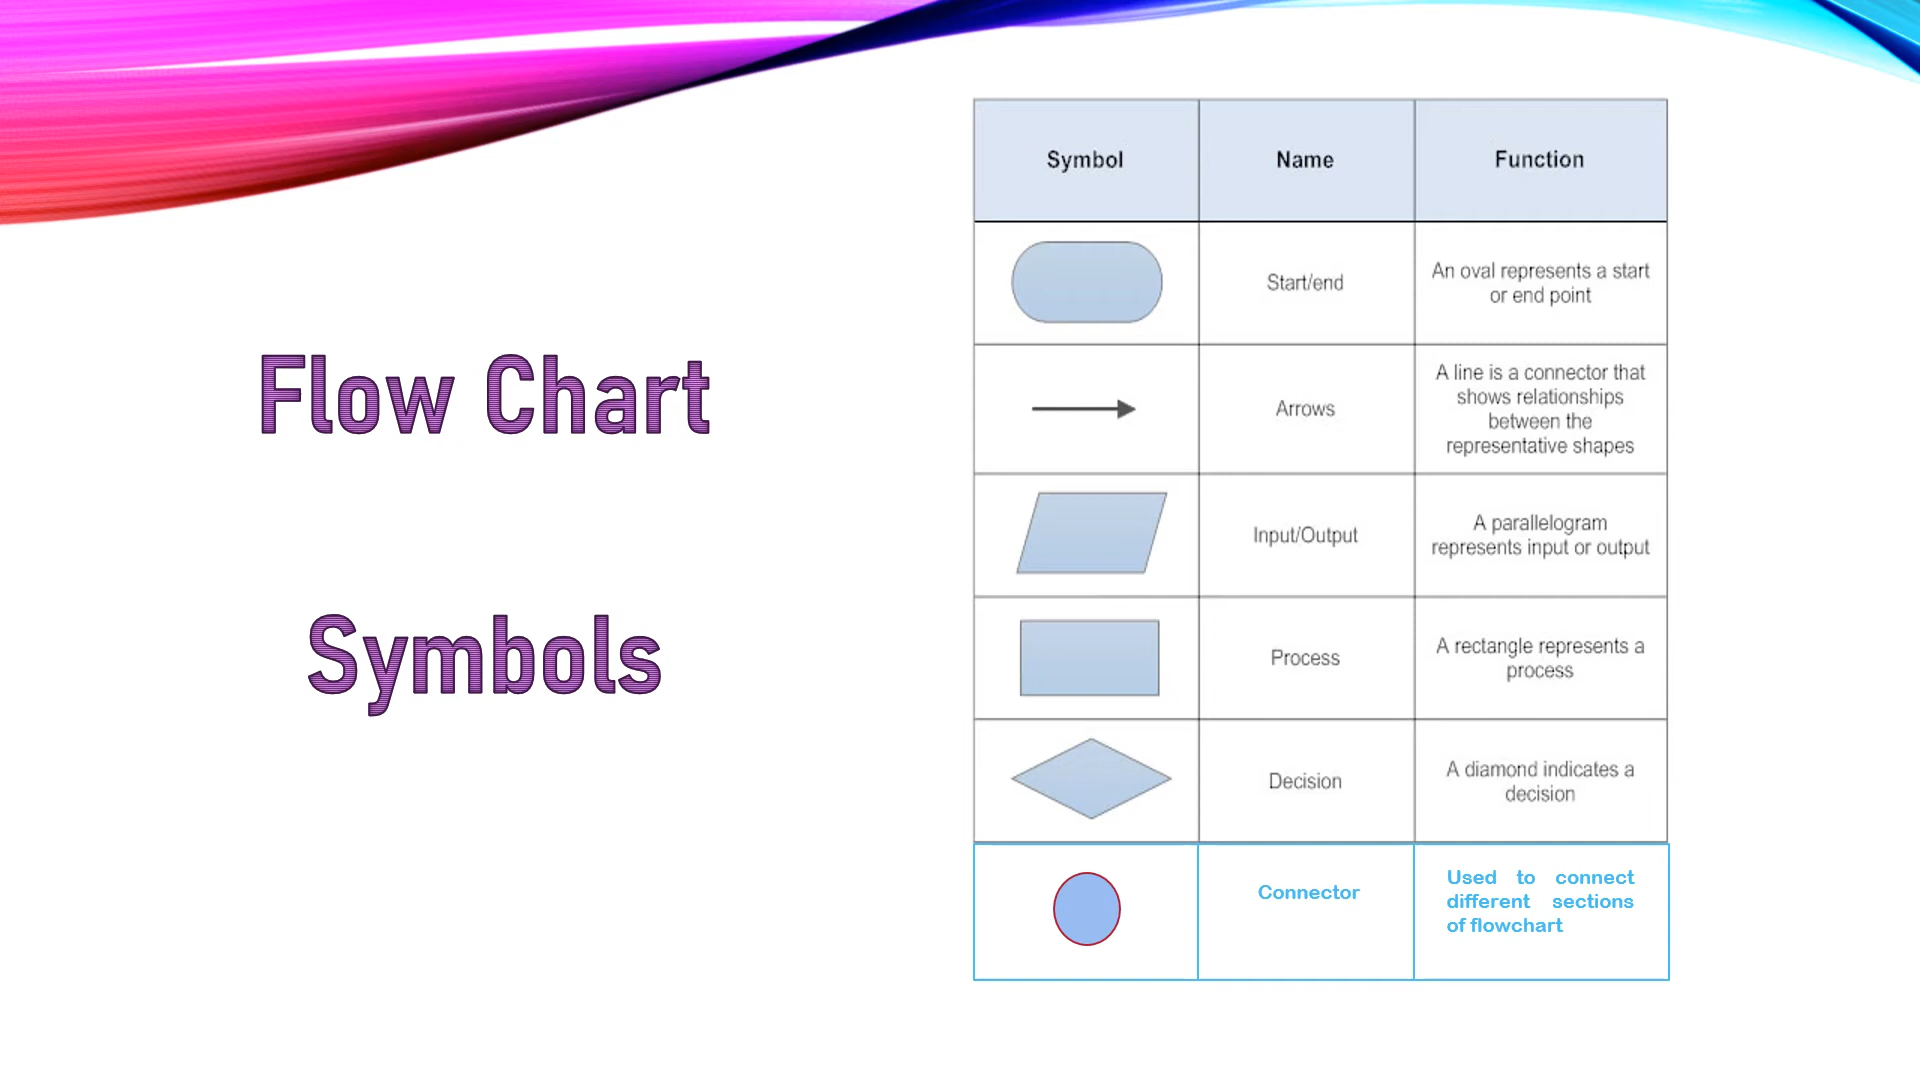 Flow Chart
Symbols
Symbol Name Function
Start/end
An oval represents a start
or end point
Arrows
A line is a connector that
shows relationships
between the
representative shapes
Input/Output
A parallelogram
represents input or output
Process
A rectangle represents a
process
Decision
A diamond indicates a
decision
Connector
Used to connect
different sections
of flowchart